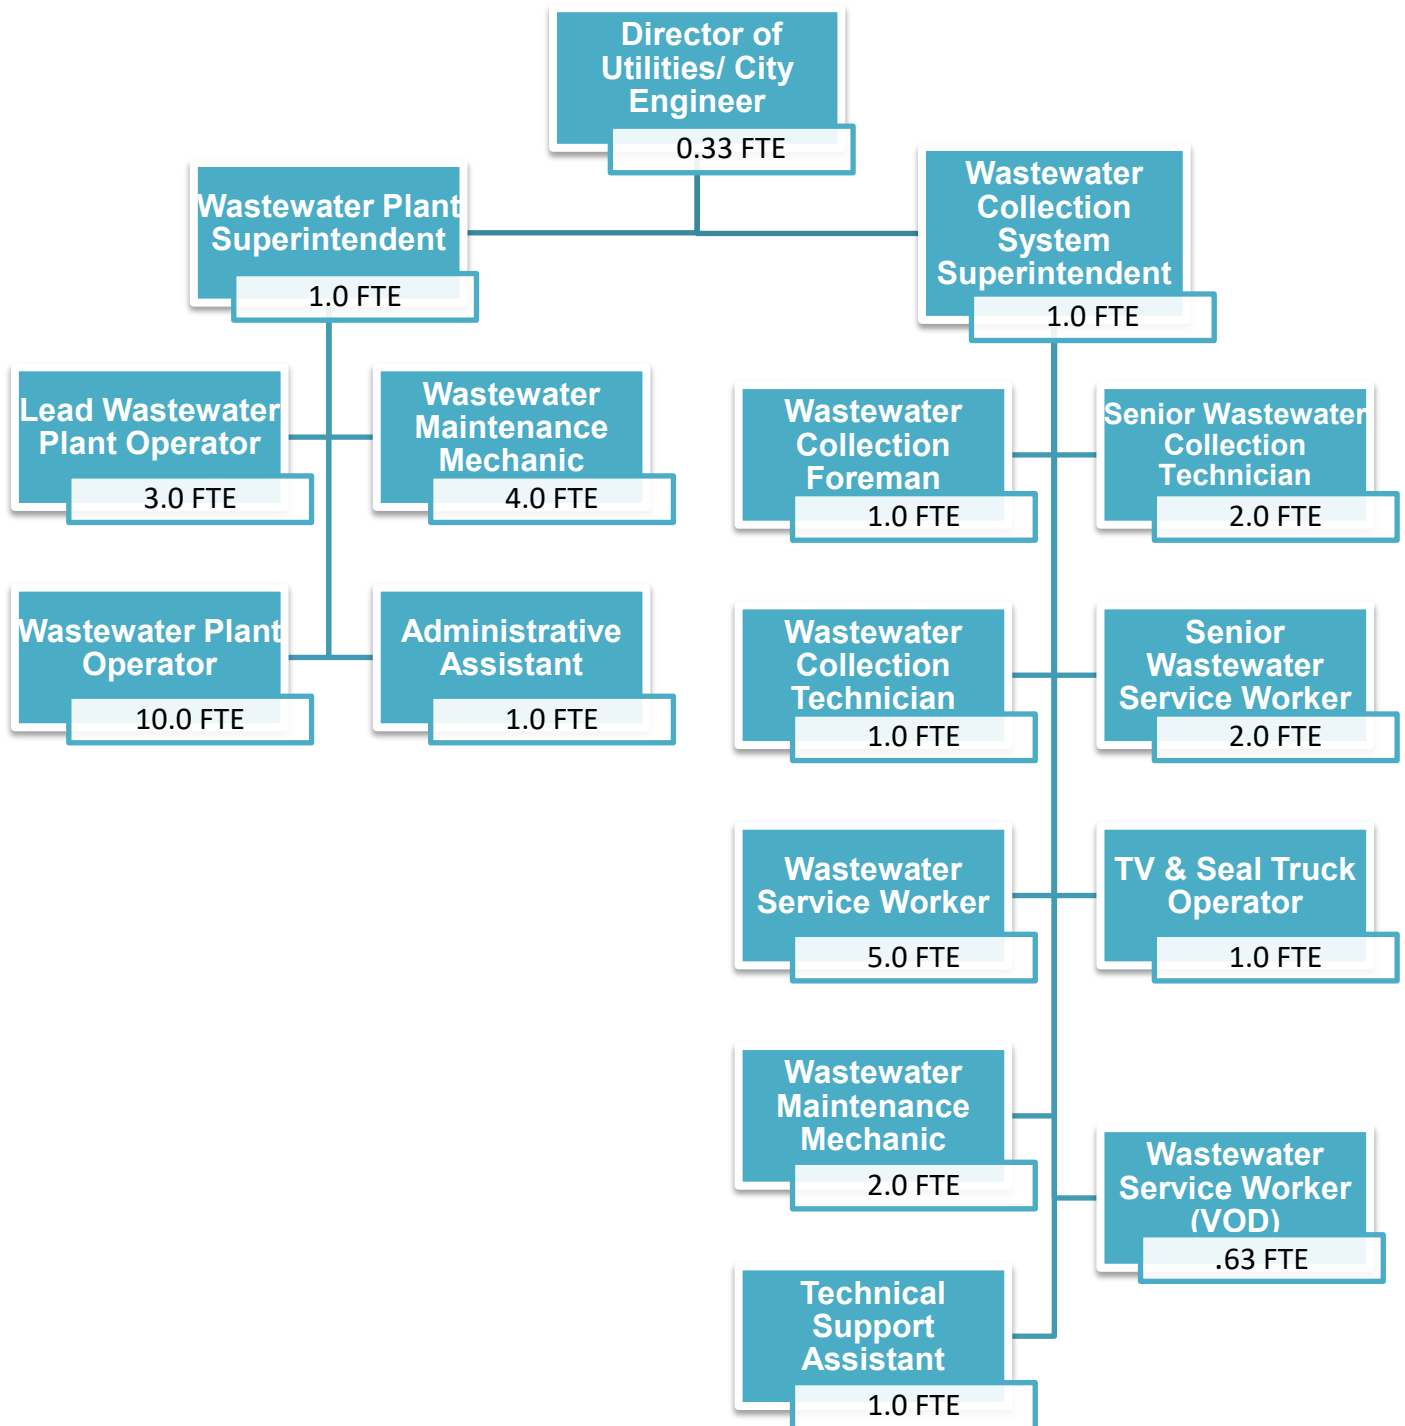 Director of
Utilities/ City
Engineer
0.33 FTE
Wastewater Plant
Superintendent
1.0 FTE
Wastewater
Collection
System
Superintendent
1.0 FTE
Lead Wastewater
Plant Operator
3.0 FTE
Wastewater
Maintenance
Mechanic
4.0 FTE
Wastewater Plant
Operator
10.0 FTE
Administrative
Assistant
1.0 FTE
Wastewater
Collection
Foreman
1.0 FTE
Senior Wastewater
Collection
Technician
2.0 FTE
Wastewater
Collection
Technician
1.0 FTE
Senior
Wastewater
Service Worker
2.0 FTE
Wastewater
Service Worker
5.0 FTE
TV & Seal Truck
Operator
1.0 FTE
Wastewater
Maintenance
Mechanic
2.0 FTE
Wastewater
Service Worker
(VOD)
.63 FTE
Technical
Support
Assistant
1.0 FTE